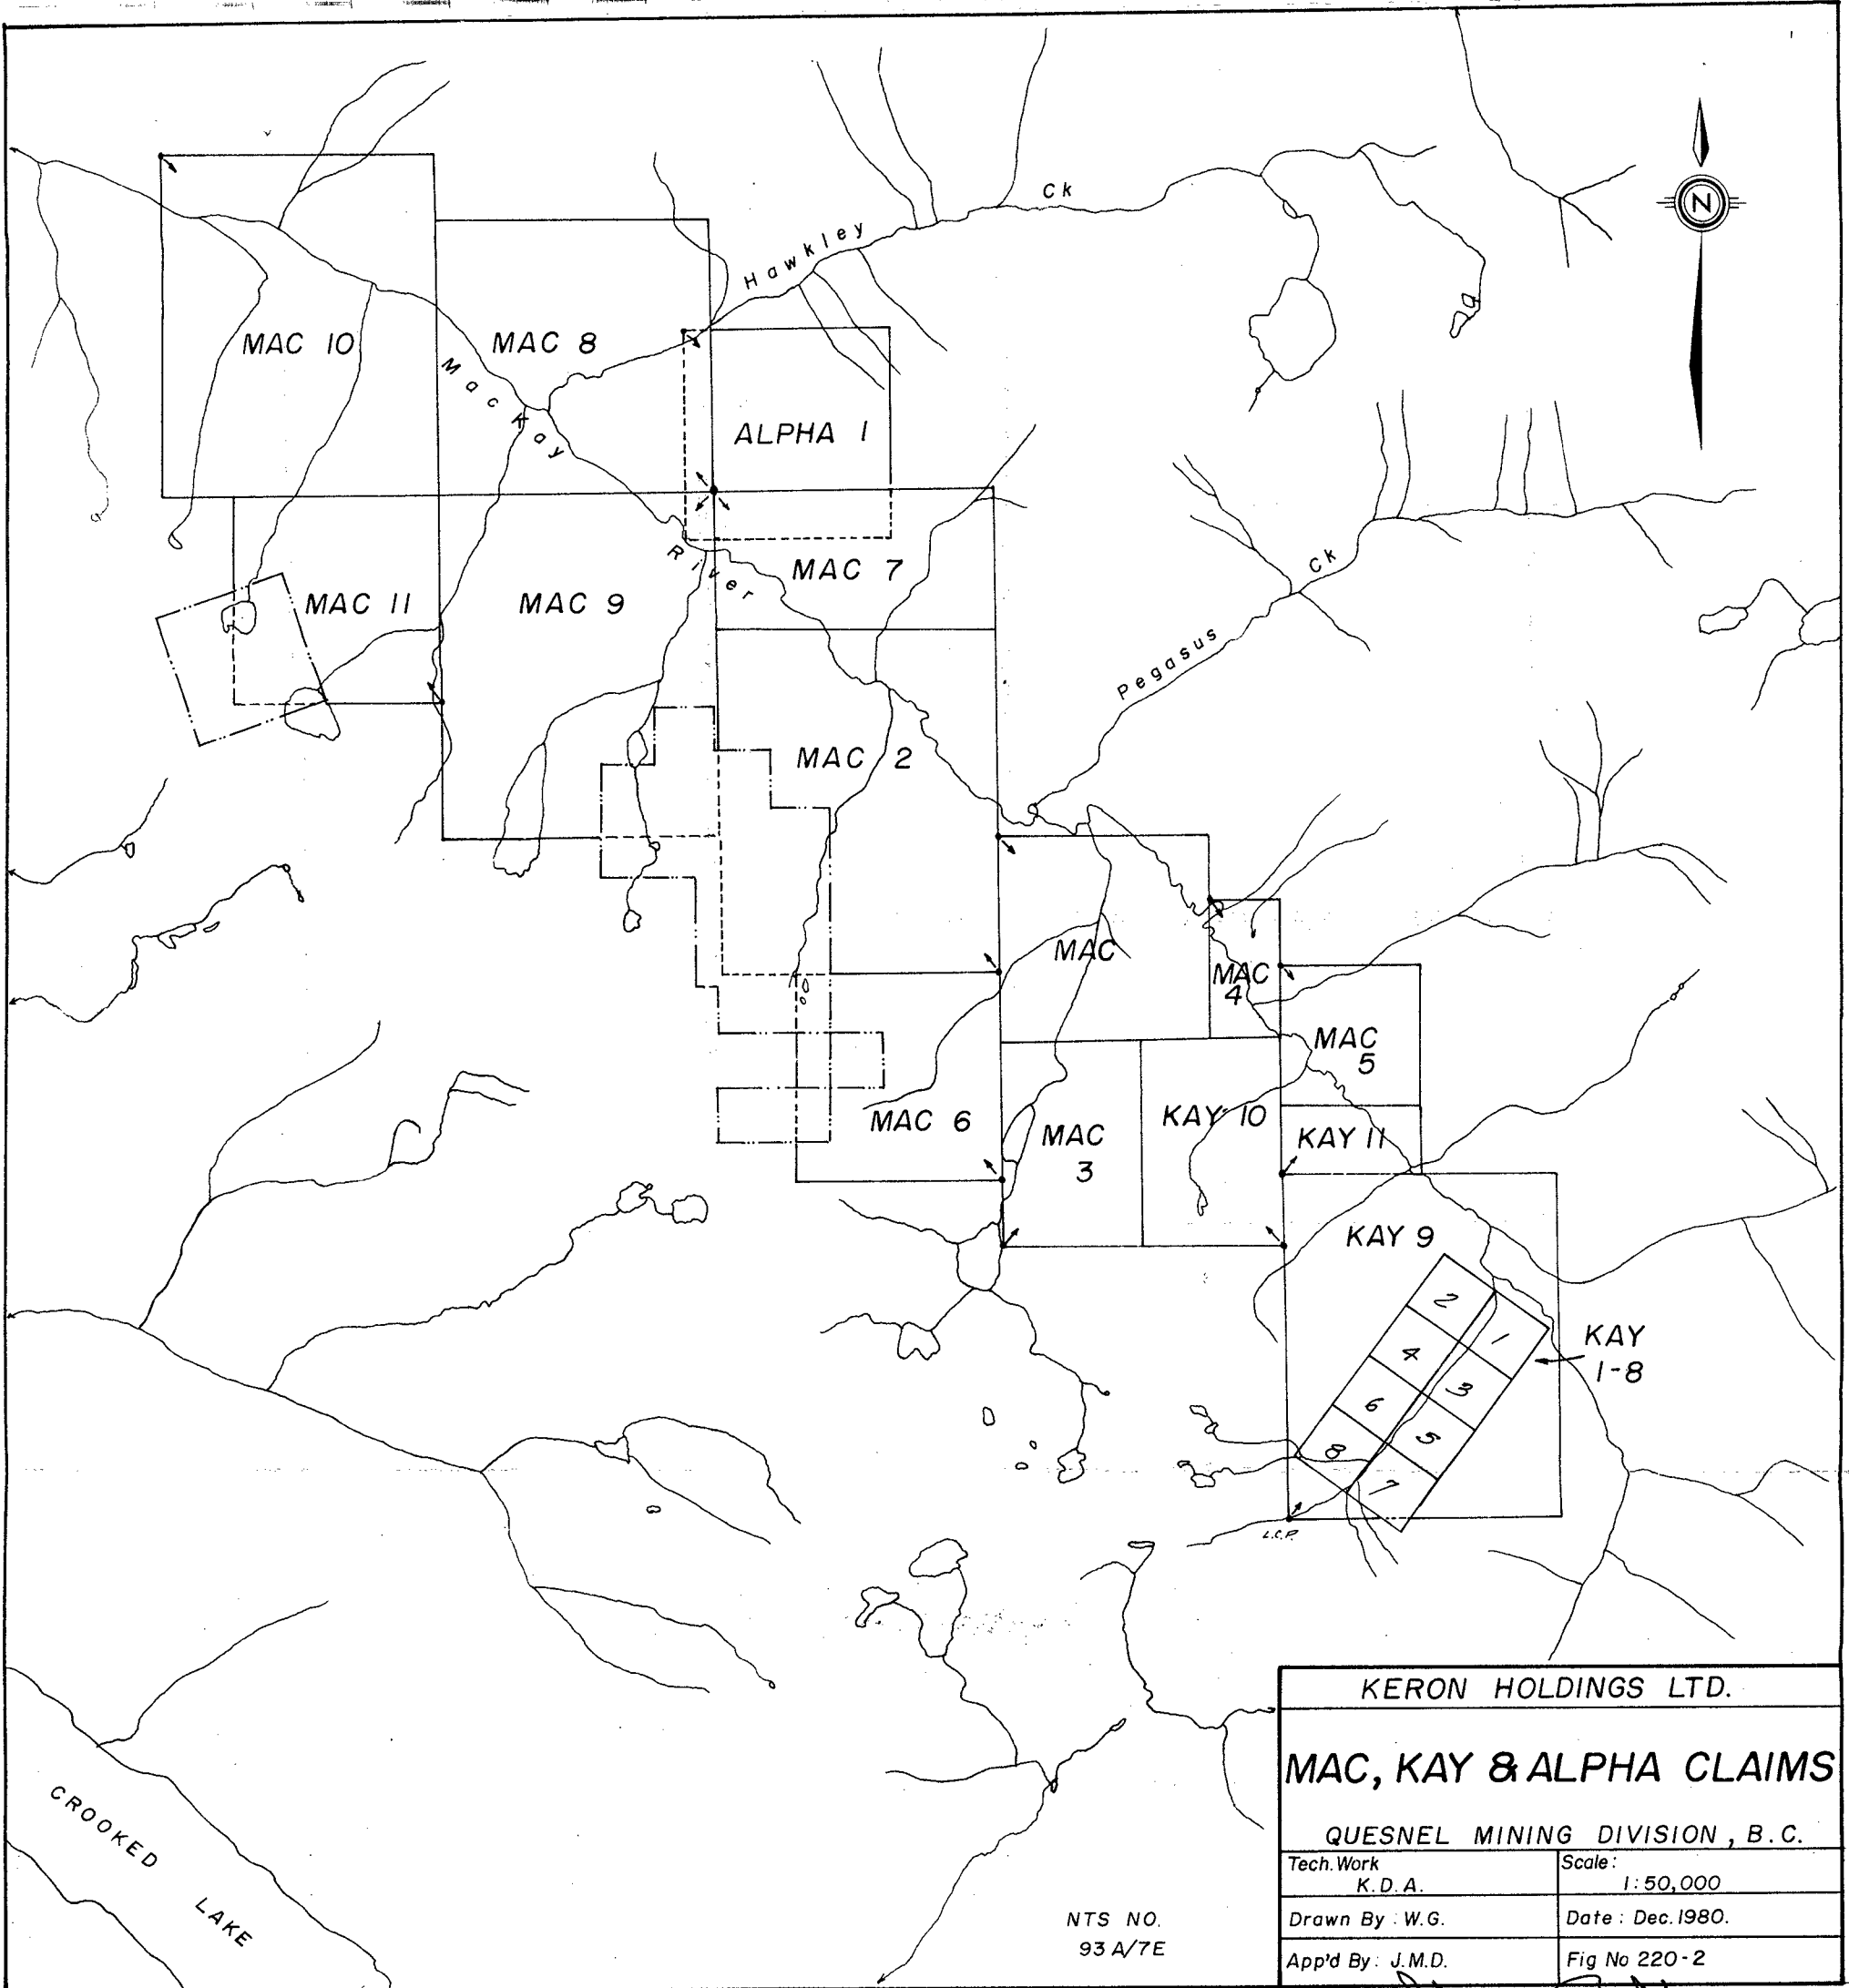 N
Hawkley Ck
MAC 10
MAC 8
MacKay River
ALPHA 1
MAC 7
MAC 11
MAC 9
Pegasus Ck
MAC 2
MAC
MAC
4
MAC
5
MAC 6
MAC
3
KAY 10
KAY 11
KAY 9
2
1
4
3
6
5
8
7
KAY
1-8
L.C.P.
CROOKED
LAKE
NTS NO.
93 A/7E
KERON HOLDINGS LTD.
MAC, KAY & ALPHA CLAIMS
QUESNEL MINING DIVISION, B.C.
Tech. Work
K.D.A.
Scale:
1:50,000
Drawn By: W.G.
Date: Dec. 1980.
App'd By: J.M.D.
Fig No 220-2